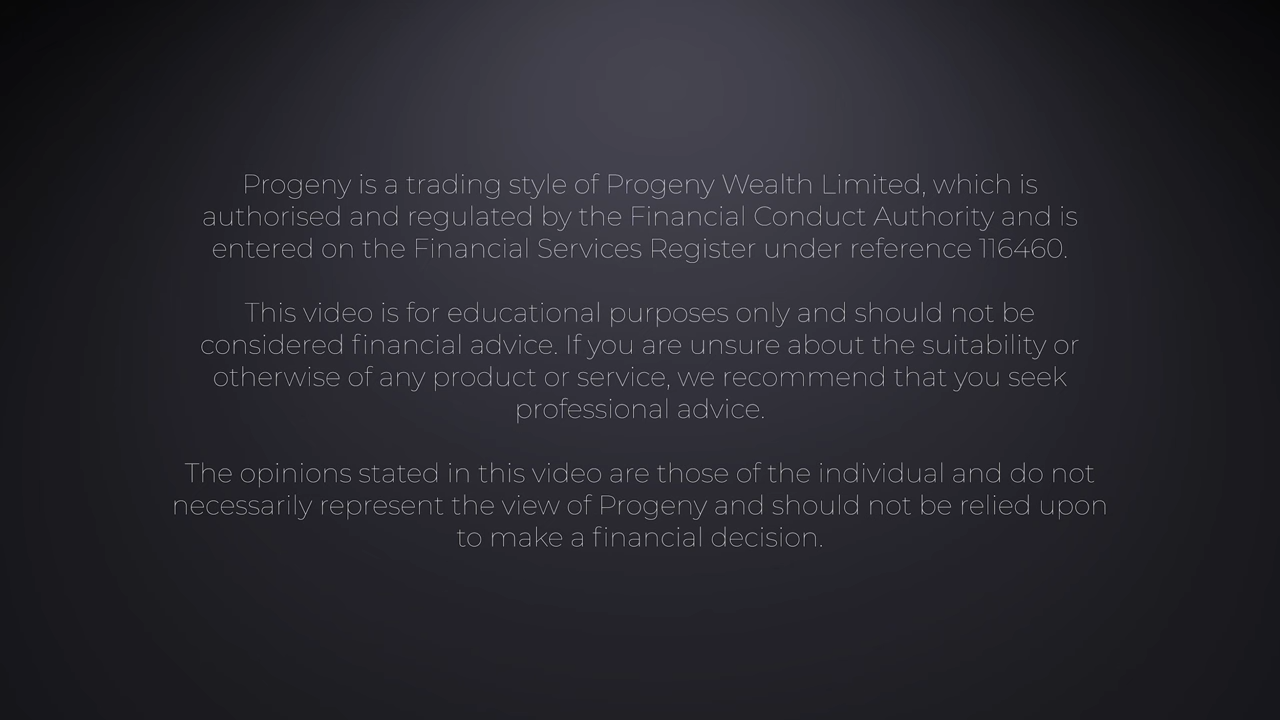 Progeny is a trading style of Progeny Wealth Limited, which is
authorised and regulated by the Financial Conduct Authority and is
entered on the Financial Services Register under reference 116460.
This video is for educational purposes only and should not be
considered financial advice. If you are unsure about the suitability or
otherwise of any product or service, we recommend that you seek
professional advice.
The opinions stated in this video are those of the individual and do not
necessarily represent the view of Progeny and should not be relied upon
to make a financial decision.